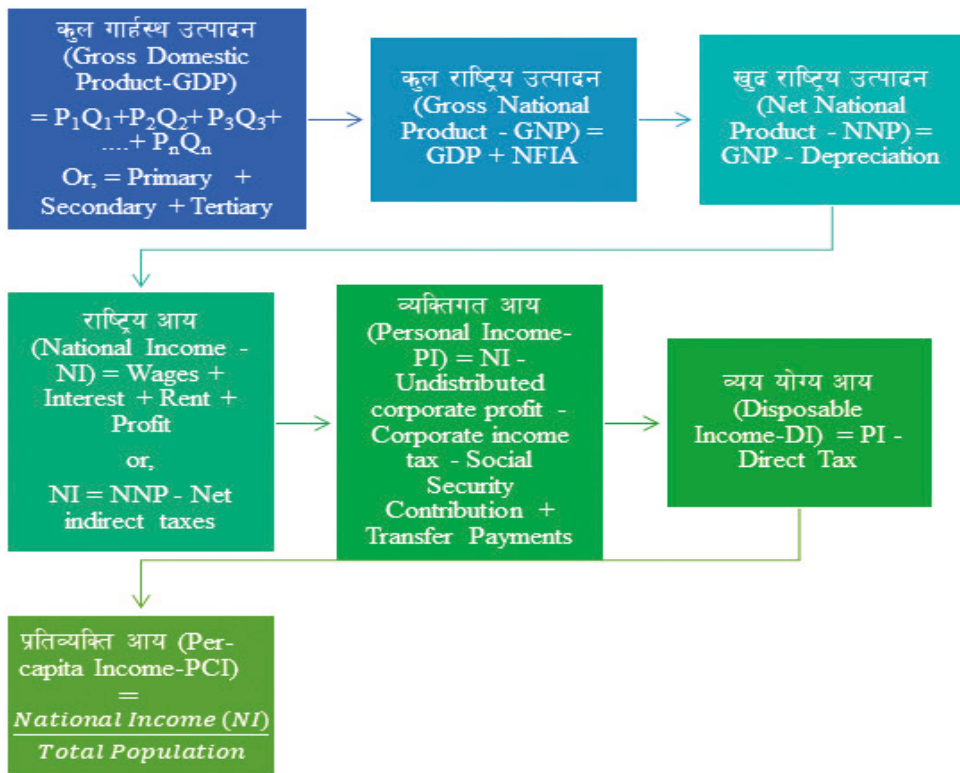 कुल गार्हस्थ उत्पादन
(Gross Domestic
Product-GDP)
= P₁Q₁+P₂Q₂+ P₃Q₃+
....+ PₙQₙ
Or, = Primary +
Secondary + Tertiary
कुल राष्ट्रिय उत्पादन
(Gross National
Product - GNP) =
GDP + NFIA
खुद राष्ट्रिय उत्पादन
(Net National
Product - NNP) =
GNP - Depreciation
राष्ट्रिय आय
(National Income -
NI) = Wages +
Interest + Rent +
Profit
or,
NI = NNP - Net
indirect taxes
व्यक्तिगत आय
(Personal Income-
PI) = NI -
Undistributed
corporate profit -
Corporate income
tax - Social
Security
Contribution +
Transfer Payments
व्यय योग्य आय
(Disposable
Income-DI) = PI -
Direct Tax
प्रतिव्यक्ति आय (Per-
capita Income-PCI)
=
National Income (NI)
Total Population